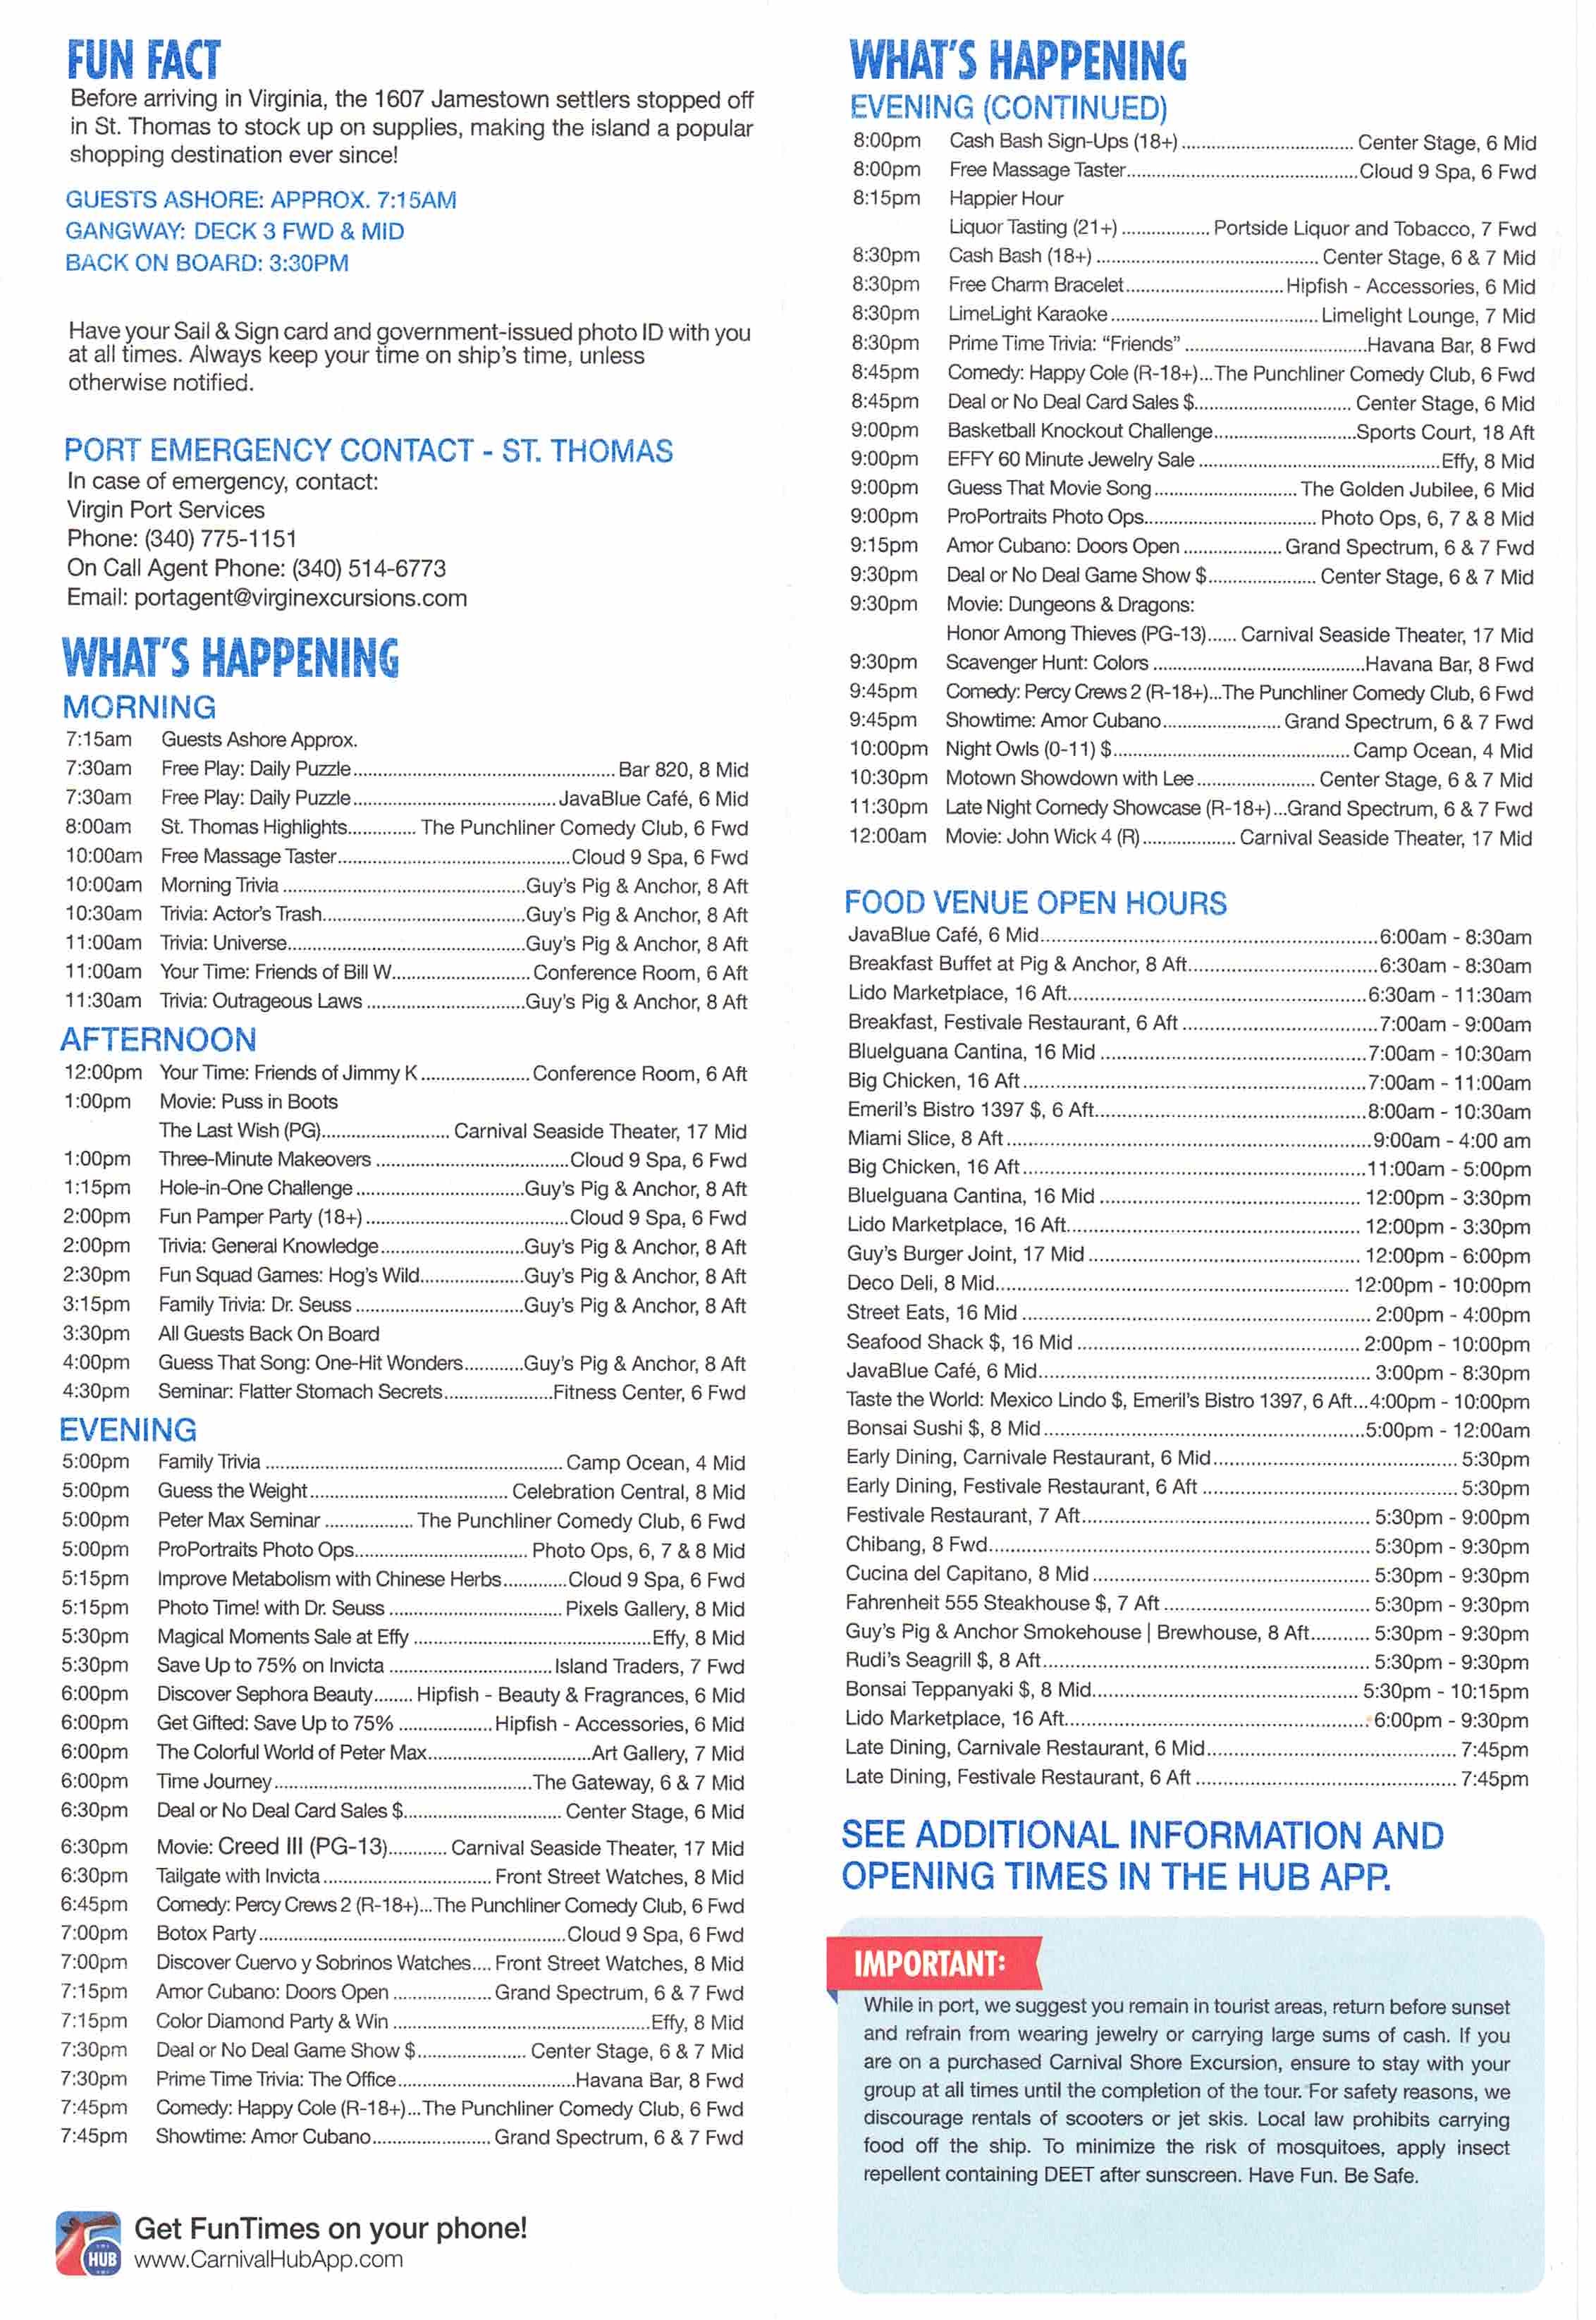 FUN FACT
Before arriving in Virginia, the 1607 Jamestown settlers stopped off
in St. Thomas to stock up on supplies, making the island a popular
shopping destination ever since!
GUESTS ASHORE: APPROX. 7:15AM
GANGWAY: DECK 3 FWD & MID
BACK ON BOARD: 3:30PM
Have your Sail & Sign card and government-issued photo ID with you
at all times. Always keep your time on ship's time, unless
otherwise notified.
PORT EMERGENCY CONTACT - ST. THOMAS
In case of emergency, contact:
Virgin Port Services
Phone: (340) 775-1151
On Call Agent Phone: (340) 514-6773
Email: portagent@virginexcursions.com
WHAT'S HAPPENING
MORNING
7:15am Guests Ashore Approx.
7:30am Free Play: Daily Puzzle Bar 820, 8 Mid
7:30am Free Play: Daily Puzzle JavaBlue Café, 6 Mid
8:00am St. Thomas Highlights The Punchliner Comedy Club, 6 Fwd
10:00am Free Massage Taster Cloud 9 Spa, 6 Fwd
10:00am Morning Trivia Guy's Pig & Anchor, 8 Aft
10:30am Trivia: Actor's Trash Guy's Pig & Anchor, 8 Aft
11:00am Trivia: Universe Guy's Pig & Anchor, 8 Aft
11:00am Your Time: Friends of Bill W. Conference Room, 6 Aft
11:30am Trivia: Outrageous Laws Guy's Pig & Anchor, 8 Aft
AFTERNOON
12:00pm Your Time: Friends of Jimmy K Conference Room, 6 Aft
1:00pm Movie: Puss in Boots
The Last Wish (PG) Carnival Seaside Theater, 17 Mid
1:00pm Three-Minute Makeovers Cloud 9 Spa, 6 Fwd
1:15pm Hole-in-One Challenge Guy's Pig & Anchor, 8 Aft
2:00pm Fun Pamper Party (18+) Cloud 9 Spa, 6 Fwd
2:00pm Trivia: General Knowledge Guy's Pig & Anchor, 8 Aft
2:30pm Fun Squad Games: Hog's Wild Guy's Pig & Anchor, 8 Aft
3:15pm Family Trivia: Dr. Seuss Guy's Pig & Anchor, 8 Aft
3:30pm All Guests Back On Board
4:00pm Guess That Song: One-Hit Wonders Guy's Pig & Anchor, 8 Aft
4:30pm Seminar: Flatter Stomach Secrets Fitness Center, 6 Fwd
EVENING
5:00pm Family Trivia Camp Ocean, 4 Mid
5:00pm Guess the Weight Celebration Central, 8 Mid
5:00pm Peter Max Seminar The Punchliner Comedy Club, 6 Fwd
5:00pm ProPortraits Photo Ops Photo Ops, 6, 7 & 8 Mid
5:15pm Improve Metabolism with Chinese Herbs Cloud 9 Spa, 6 Fwd
5:15pm Photo Time! with Dr. Seuss Pixels Gallery, 8 Mid
5:30pm Magical Moments Sale at Effy Effy, 8 Mid
5:30pm Save Up to 75% on Invicta Island Traders, 7 Fwd
6:00pm Discover Sephora Beauty Hipfish - Beauty & Fragrances, 6 Mid
6:00pm Get Gifted: Save Up to 75% Hipfish - Accessories, 6 Mid
6:00pm The Colorful World of Peter Max Art Gallery, 7 Mid
6:00pm Time Journey The Gateway, 6 & 7 Mid
6:30pm Deal or No Deal Card Sales $ Center Stage, 6 Mid
6:30pm Movie: Creed III (PG-13) Carnival Seaside Theater, 17 Mid
6:30pm Tailgate with Invicta Front Street Watches, 8 Mid
6:45pm Comedy: Percy Crews 2 (R-18+)...The Punchliner Comedy Club, 6 Fwd
7:00pm Botox Party Cloud 9 Spa, 6 Fwd
7:00pm Discover Cuervo y Sobrinos Watches.... Front Street Watches, 8 Mid
7:15pm Amor Cubano: Doors Open Grand Spectrum, 6 & 7 Fwd
7:15pm Color Diamond Party & Win Effy, 8 Mid
7:30pm Deal or No Deal Game Show $ Center Stage, 6 & 7 Mid
7:30pm Prime Time Trivia: The Office Havana Bar, 8 Fwd
7:45pm Comedy: Happy Cole (R-18+)...The Punchliner Comedy Club, 6 Fwd
7:45pm Showtime: Amor Cubano Grand Spectrum, 6 & 7 Fwd
HUB
Get FunTimes on your phone!
www.CarnivalHubApp.com
WHAT'S HAPPENING
EVENING (CONTINUED)
8:00pm Cash Bash Sign-Ups (18+) Center Stage, 6 Mid
8:00pm Free Massage Taster Cloud 9 Spa, 6 Fwd
8:15pm Happier Hour
Liquor Tasting (21+) Portside Liquor and Tobacco, 7 Fwd
8:30pm Cash Bash (18+) Center Stage, 6 & 7 Mid
8:30pm Free Charm Bracelet Hipfish - Accessories, 6 Mid
8:30pm LimeLight Karaoke Limelight Lounge, 7 Mid
8:30pm Prime Time Trivia: "Friends" Havana Bar, 8 Fwd
8:45pm Comedy: Happy Cole (R-18+)...The Punchliner Comedy Club, 6 Fwd
8:45pm Deal or No Deal Card Sales $ Center Stage, 6 Mid
9:00pm Basketball Knockout Challenge Sports Court, 18 Aft
9:00pm EFFY 60 Minute Jewelry Sale Effy, 8 Mid
9:00pm Guess That Movie Song The Golden Jubilee, 6 Mid
9:00pm ProPortraits Photo Ops Photo Ops, 6, 7 & 8 Mid
9:15pm Amor Cubano: Doors Open Grand Spectrum, 6 & 7 Fwd
9:30pm Deal or No Deal Game Show $ Center Stage, 6 & 7 Mid
9:30pm Movie: Dungeons & Dragons:
Honor Among Thieves (PG-13) Carnival Seaside Theater, 17 Mid
9:30pm Scavenger Hunt: Colors Havana Bar, 8 Fwd
9:45pm Comedy: Percy Crews 2 (R-18+)...The Punchliner Comedy Club, 6 Fwd
9:45pm Showtime: Amor Cubano Grand Spectrum, 6 & 7 Fwd
10:00pm Night Owls (0-11) $ Camp Ocean, 4 Mid
10:30pm Motown Showdown with Lee Center Stage, 6 & 7 Mid
11:30pm Late Night Comedy Showcase (R-18+)...Grand Spectrum, 6 & 7 Fwd
12:00am Movie: John Wick 4 (R) Carnival Seaside Theater, 17 Mid
FOOD VENUE OPEN HOURS
JavaBlue Café, 6 Mid 6:00am - 8:30am
Breakfast Buffet at Pig & Anchor, 8 Aft 6:30am - 8:30am
Lido Marketplace, 16 Aft 6:30am - 11:30am
Breakfast, Festivale Restaurant, 6 Aft 7:00am - 9:00am
BlueIguana Cantina, 16 Mid 7:00am - 10:30am
Big Chicken, 16 Aft 7:00am - 11:00am
Emeril's Bistro 1397 $, 6 Aft 8:00am - 10:30am
Miami Slice, 8 Aft 9:00am - 4:00 am
Big Chicken, 16 Aft 11:00am - 5:00pm
BlueIguana Cantina, 16 Mid 12:00pm - 3:30pm
Lido Marketplace, 16 Aft 12:00pm - 3:30pm
Guy's Burger Joint, 17 Mid 12:00pm - 6:00pm
Deco Deli, 8 Mid 12:00pm - 10:00pm
Street Eats, 16 Mid 2:00pm - 4:00pm
Seafood Shack $, 16 Mid 2:00pm - 10:00pm
JavaBlue Café, 6 Mid 3:00pm - 8:30pm
Taste the World: Mexico Lindo $, Emeril's Bistro 1397, 6 Aft...4:00pm - 10:00pm
Bonsai Sushi $, 8 Mid 5:00pm - 12:00am
Early Dining, Carnivale Restaurant, 6 Mid 5:30pm
Early Dining, Festivale Restaurant, 6 Aft 5:30pm
Festivale Restaurant, 7 Aft 5:30pm - 9:00pm
Chibang, 8 Fwd 5:30pm - 9:30pm
Cucina del Capitano, 8 Mid 5:30pm - 9:30pm
Fahrenheit 555 Steakhouse $, 7 Aft 5:30pm - 9:30pm
Guy's Pig & Anchor Smokehouse | Brewhouse, 8 Aft 5:30pm - 9:30pm
Rudi's Seagrill $, 8 Aft 5:30pm - 9:30pm
Bonsai Teppanyaki $, 8 Mid 5:30pm - 10:15pm
Lido Marketplace, 16 Aft 6:00pm - 9:30pm
Late Dining, Carnivale Restaurant, 6 Mid 7:45pm
Late Dining, Festivale Restaurant, 6 Aft 7:45pm
SEE ADDITIONAL INFORMATION AND
OPENING TIMES IN THE HUB APP.
IMPORTANT:
While in port, we suggest you remain in tourist areas, return before sunset
and refrain from wearing jewelry or carrying large sums of cash. If you
are on a purchased Carnival Shore Excursion, ensure to stay with your
group at all times until the completion of the tour. For safety reasons, we
discourage rentals of scooters or jet skis. Local law prohibits carrying
food off the ship. To minimize the risk of mosquitoes, apply insect
repellent containing DEET after sunscreen. Have Fun. Be Safe.